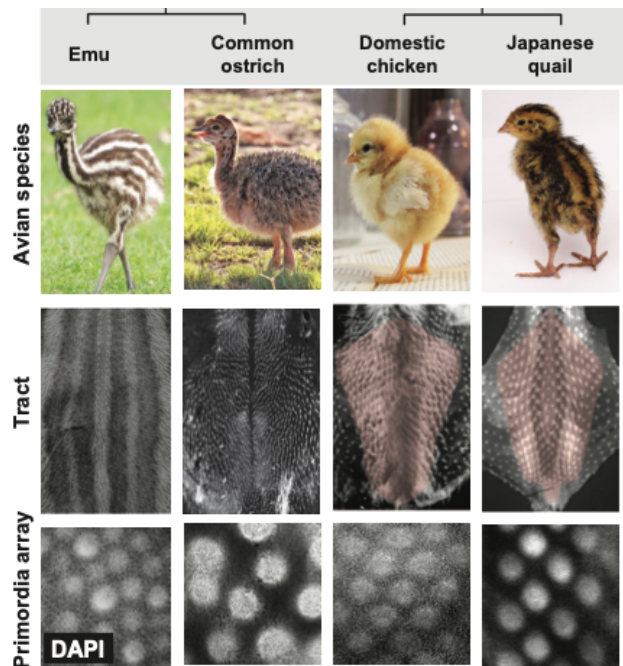 Emu
Common
ostrich
Domestic
chicken
Japanese
quail
Avian species
Tract
Primordia array
DAPI